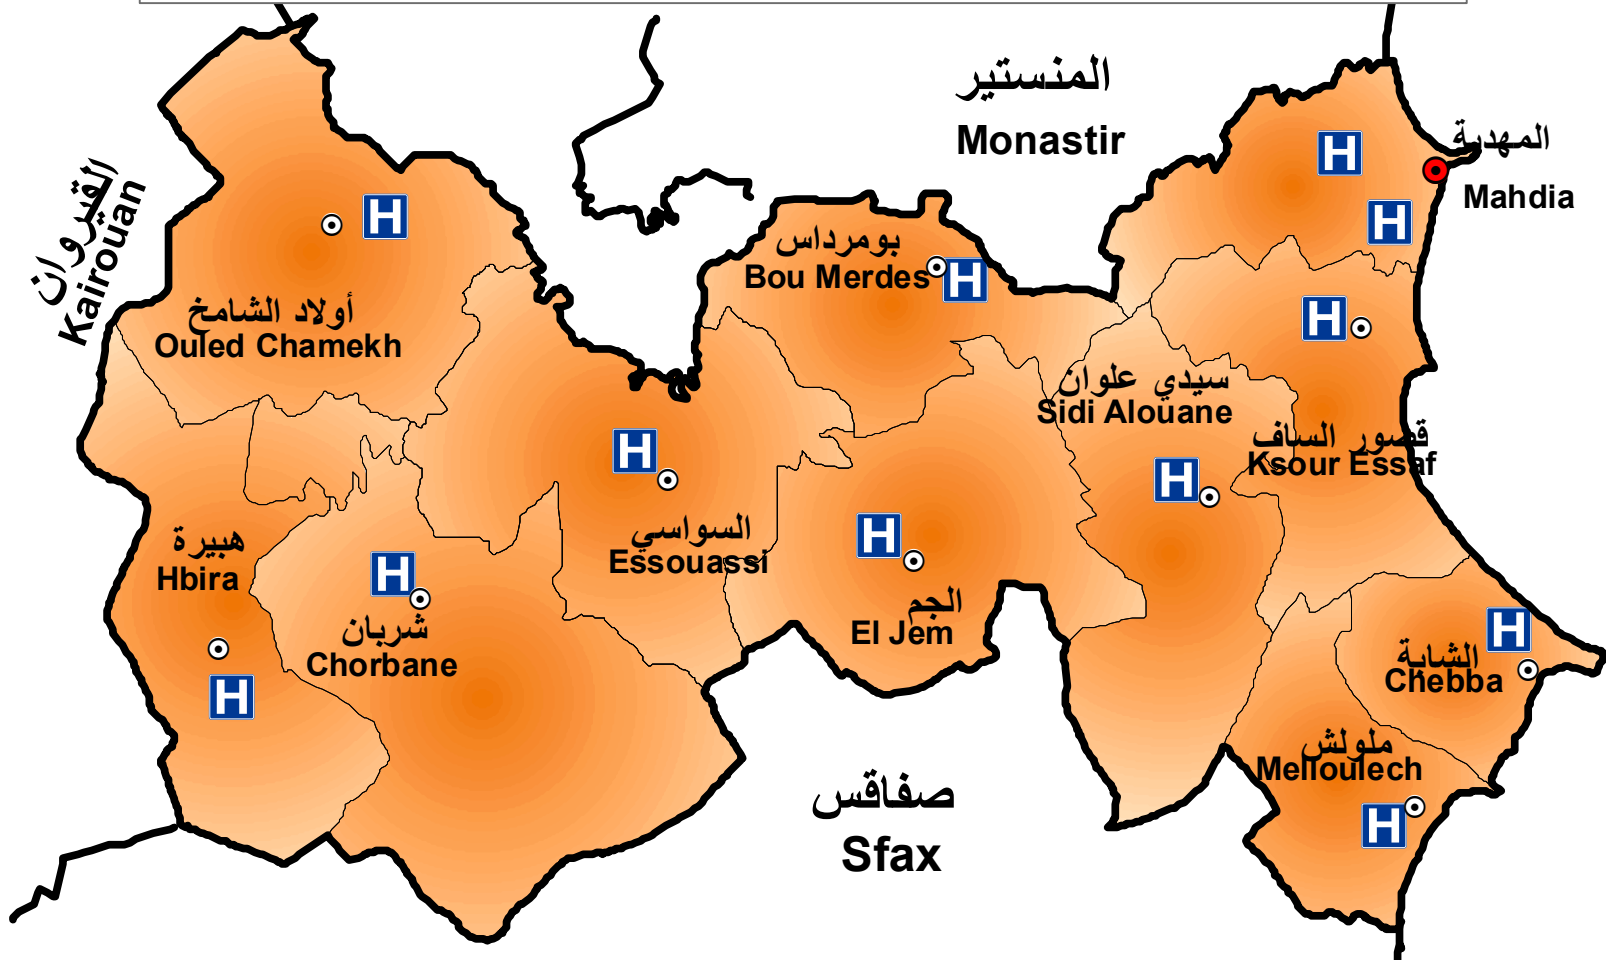 المنستير
Monastir
المهدية
Mahdia
القيروان
Kairouan
H
H
H
بومرداس
Bou Merdes
H
أولاد الشامخ
Ouled Chamekh
H
سيدي علوان
Sidi Alouane
قصور الساف
Ksour Essaf
H
H
السواسي
Essouassi
H
هبيرة
Hbira
H
شربان
Chorbane
H
الجم
El Jem
H
الشابة
Chebba
H
ملولش
Melloulech
H
صفاقس
Sfax